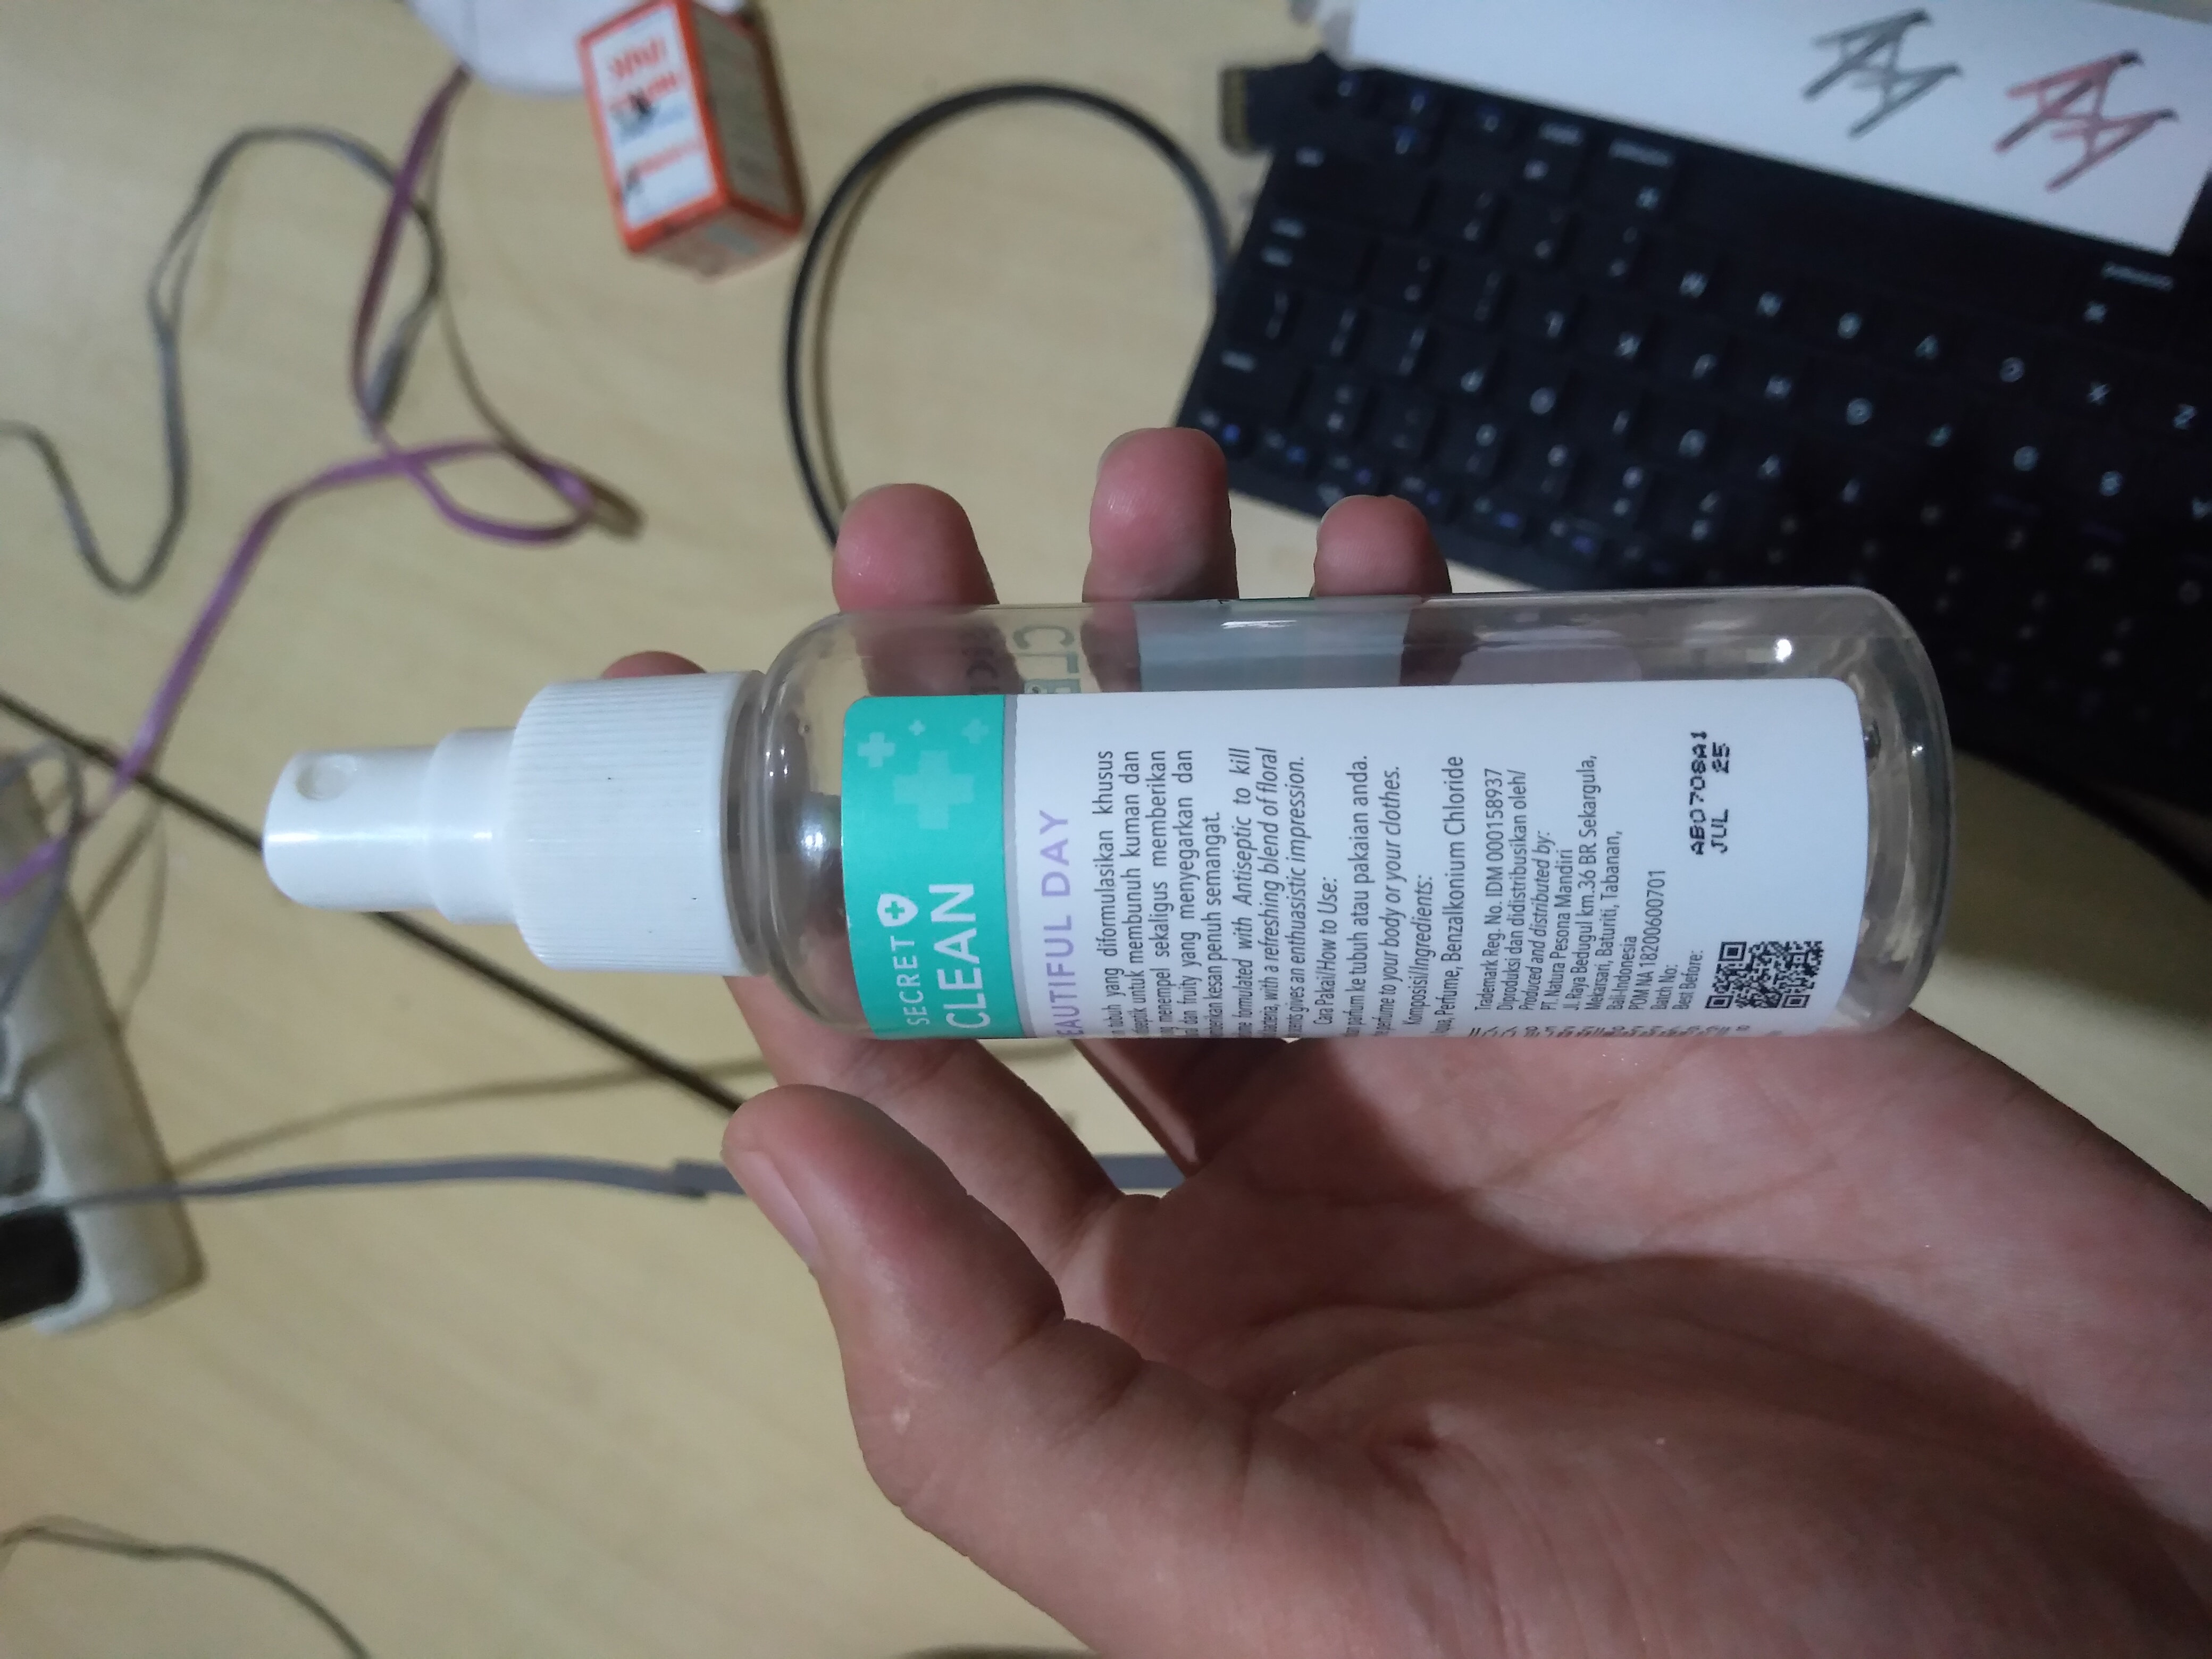 SECRET
CLEAN
EAUTIFUL DAY
tubuh yang diformulasikan khusus
untuk membunuh kuman dan
menempel sekaligus memberikan
dan fruity yang menyegarkan dan
kesan penuh semangat.
formulated with Antiseptic to kill
bacteria, with a refreshing blend of floral
scents gives an enthuasistic impression.
Cara Pakai/How to Use:
parfum ke tubuh atau pakaian anda.
perfume to your body or your clothes.
Komposisi/Ingredients:
Perfume, Benzalkonium Chloride
Trademark Reg. No. IDM 000158937
Diproduksi dan didistribusikan oleh/
Produced and distributed by:
PT. Natura Pesona Mandiri
Jl. Raya Bedugul km.36 BR Sekargula,
Mekarsari, Baturiti, Tabanan,
Bali-Indonesia
POM NA 18200600701
Batch No: AB0708A1
Best Before: JUL 25